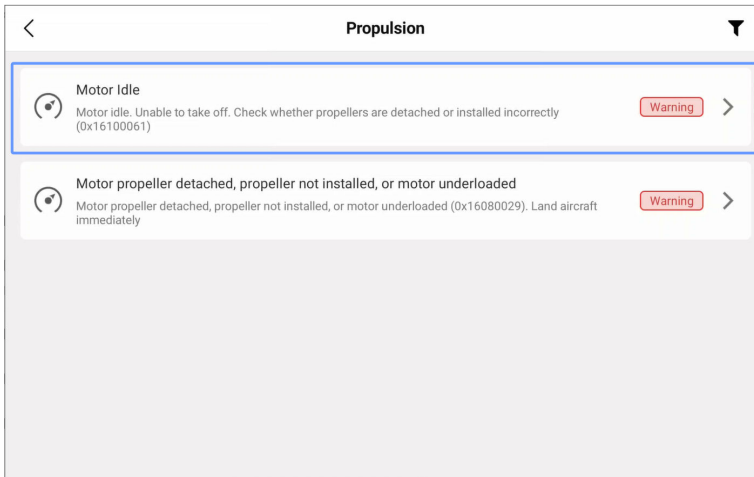 Propulsion
Motor Idle
Motor idle. Unable to take off. Check whether propellers are detached or installed incorrectly
(0x16100061)
Warning
Motor propeller detached, propeller not installed, or motor underloaded
Motor propeller detached, propeller not installed, or motor underloaded (0x16080029). Land aircraft
immediately
Warning